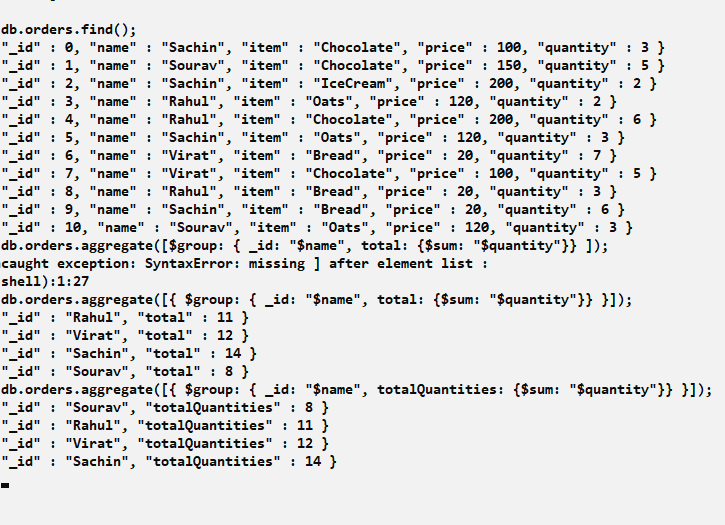 db.orders.find();
"_id" : 0, "name" : "Sachin", "item" : "Chocolate", "price" : 100, "quantity" : 3 }
"_id" : 1, "name" : "Sourav", "item" : "Chocolate", "price" : 150, "quantity" : 5 }
"_id" : 2, "name" : "Sachin", "item" : "IceCream", "price" : 200, "quantity" : 2 }
"_id" : 3, "name" : "Rahul", "item" : "Oats", "price" : 120, "quantity" : 2 }
"_id" : 4, "name" : "Rahul", "item" : "Chocolate", "price" : 200, "quantity" : 6 }
"_id" : 5, "name" : "Sachin", "item" : "Oats", "price" : 120, "quantity" : 3 }
"_id" : 6, "name" : "Virat", "item" : "Bread", "price" : 20, "quantity" : 7 }
"_id" : 7, "name" : "Virat", "item" : "Chocolate", "price" : 100, "quantity" : 5 }
"_id" : 8, "name" : "Rahul", "item" : "Bread", "price" : 20, "quantity" : 3 }
"_id" : 9, "name" : "Sachin", "item" : "Bread", "price" : 20, "quantity" : 6 }
"_id" : 10, "name" : "Sourav", "item" : "Oats", "price" : 120, "quantity" : 3 }
db.orders.aggregate([$group: { _id: "$name", total: {$sum: "$quantity"}} ]);
caught exception: SyntaxError: missing ] after element list :
shell):1:27
db.orders.aggregate([{ $group: { _id: "$name", total: {$sum: "$quantity"}} }]);
"_id" : "Rahul", "total" : 11 }
"_id" : "Virat", "total" : 12 }
"_id" : "Sachin", "total" : 14 }
"_id" : "Sourav", "total" : 8 }
db.orders.aggregate([{ $group: { _id: "$name", totalQuantities: {$sum: "$quantity"}} }]);
"_id" : "Sourav", "totalQuantities" : 8 }
"_id" : "Rahul", "totalQuantities" : 11 }
"_id" : "Virat", "totalQuantities" : 12 }
"_id" : "Sachin", "totalQuantities" : 14 }